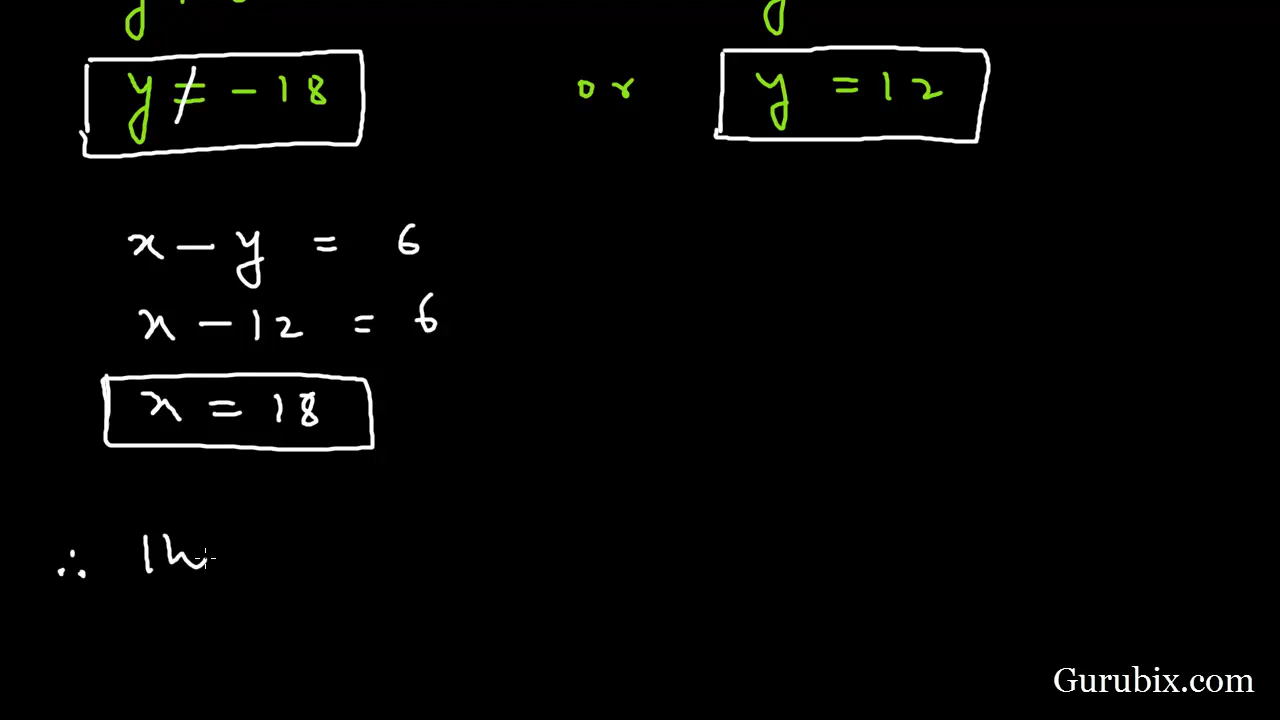 y ≠ -18 or y = 12
x - y = 6
x - 12 = 6
x = 18
∴
Gurubix.com